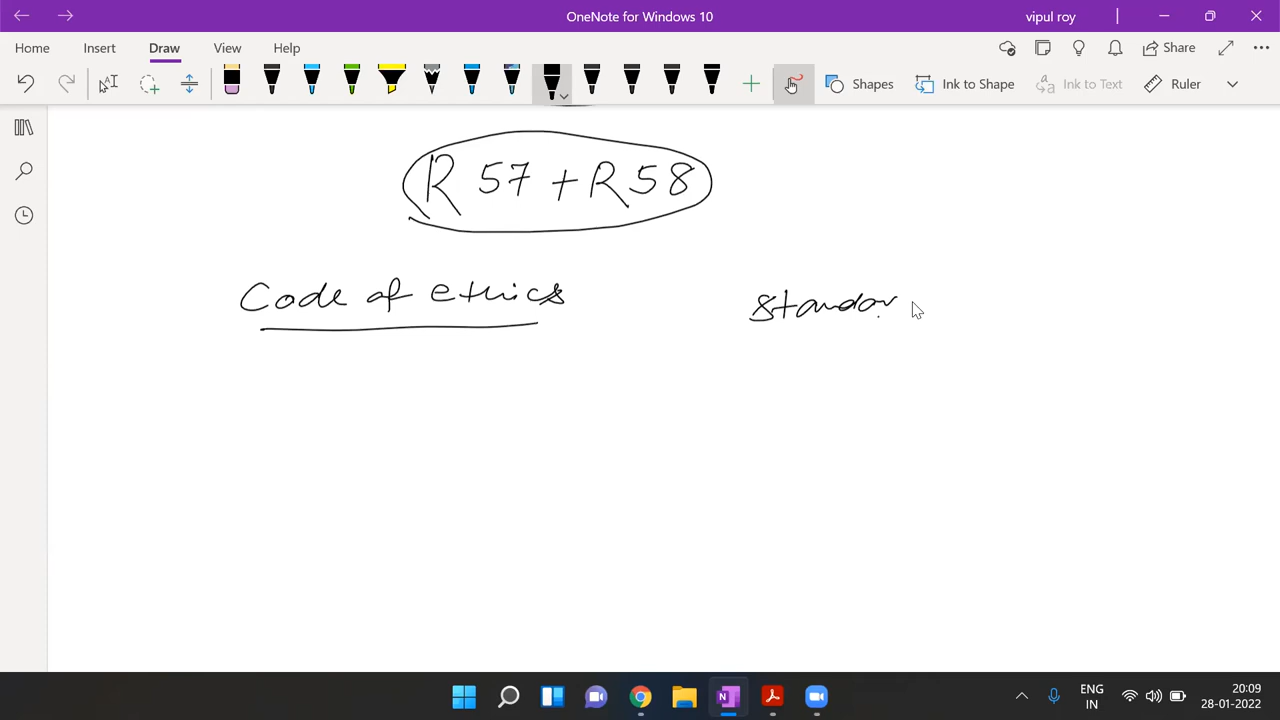 OneNote for Windows 10
vipul roy
Home Insert Draw View Help
Share
Shapes Ink to Shape Ink to Text Ruler
R 57 + R 58
Code of ethics
standar
ENG
IN
20:09
28-01-2022